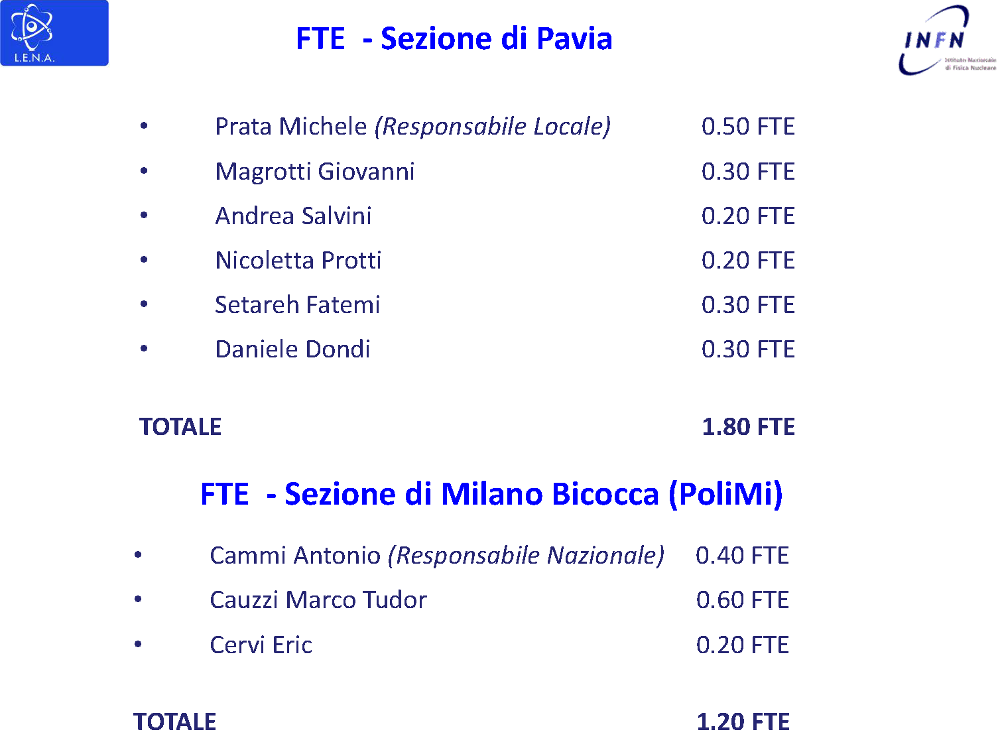 L.E.N.A.
FTE - Sezione di Pavia
INFN
Istituto Nazionale
di Fisica Nucleare
• Prata Michele (Responsabile Locale) 0.50 FTE
• Magrotti Giovanni 0.30 FTE
• Andrea Salvini 0.20 FTE
• Nicoletta Protti 0.20 FTE
• Setareh Fatemi 0.30 FTE
• Daniele Dondi 0.30 FTE
TOTALE 1.80 FTE
FTE - Sezione di Milano Bicocca (PoliMi)
• Cammi Antonio (Responsabile Nazionale) 0.40 FTE
• Cauzzi Marco Tudor 0.60 FTE
• Cervi Eric 0.20 FTE
TOTALE 1.20 FTE